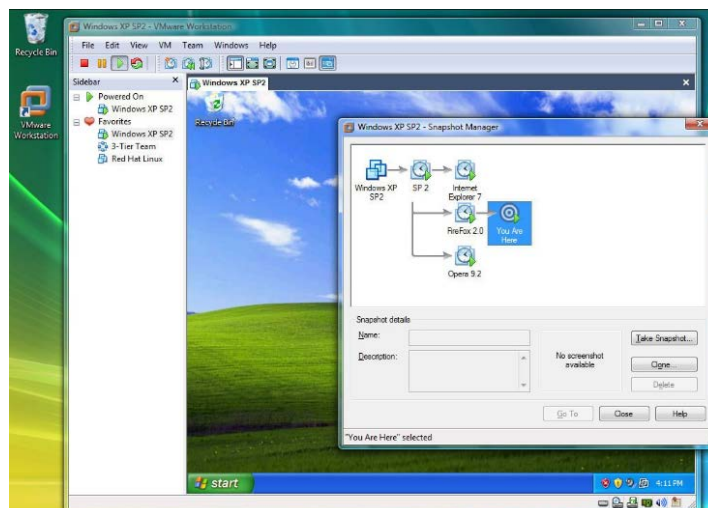 Recycle Bin
VMware
Workstation
Windows XP SP2 - VMware Workstation
File Edit View VM Team Windows Help
Sidebar X
Powered On
Windows XP SP2
Favorites
Windows XP SP2
3-Tier Team
Red Hat Linux
Windows XP SP2
Recycle Bin
Windows XP SP2 - Snapshot Manager
Windows XP
SP2
SP 2
Internet
Explorer 7
FireFox 2.0
You Are
Here
Opera 9.2
Snapshot details
Name:
Description:
No screenshot
available
Take Snapshot...
Clone...
Delete
Go To Close Help
"You Are Here" selected
start
4:11 PM